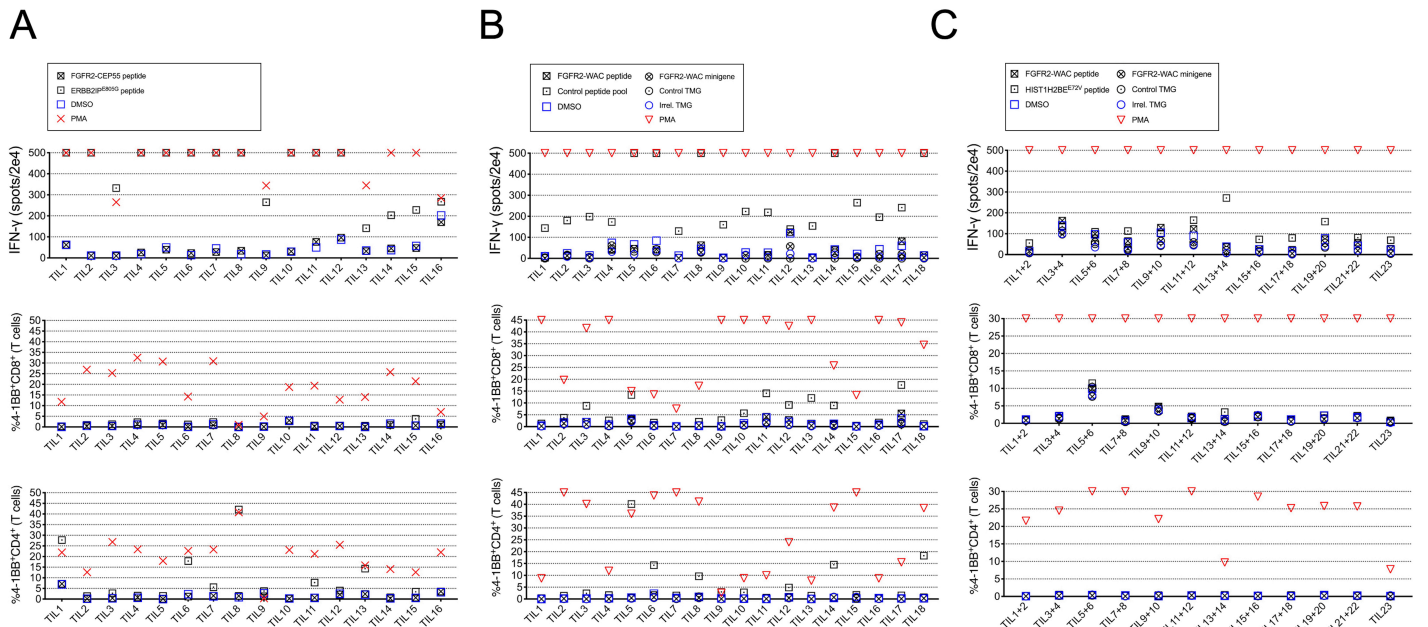 A
B
C
FGFR2-CEP55 peptide
ERBB2IPE805G peptide
DMSO
PMA
FGFR2-WAC peptide
Control peptide pool
DMSO
FGFR2-WAC minigene
Control TMG
Irrel. TMG
PMA
FGFR2-WAC peptide
HIST1H2BEE72V peptide
DMSO
FGFR2-WAC minigene
Control TMG
Irrel. TMG
PMA
IFN-γ (spots/2e4)
500
400
300
200
100
0
TIL1 TIL2 TIL3 TIL4 TIL5 TIL6 TIL7 TIL8 TIL9 TIL10 TIL11 TIL12 TIL13 TIL14 TIL15 TIL16
IFN-γ (spots/2e4)
500
400
300
200
100
0
TIL1 TIL2 TIL3 TIL4 TIL5 TIL6 TIL7 TIL8 TIL9 TIL10 TIL11 TIL12 TIL13 TIL14 TIL15 TIL16 TIL17 TIL18
IFN-γ (spots/2e4)
500
400
300
200
100
0
TIL1+2 TIL3+4 TIL5+6 TIL7+8 TIL9+10 TIL11+12 TIL13+14 TIL15+16 TIL17+18 TIL19+20 TIL21+22 TIL23
%4-1BB+CD8+ (T cells)
50
45
40
35
30
25
20
15
10
5
0
TIL1 TIL2 TIL3 TIL4 TIL5 TIL6 TIL7 TIL8 TIL9 TIL10 TIL11 TIL12 TIL13 TIL14 TIL15 TIL16
%4-1BB+CD8+ (T cells)
45
40
35
30
25
20
15
10
5
0
TIL1 TIL2 TIL3 TIL4 TIL5 TIL6 TIL7 TIL8 TIL9 TIL10 TIL11 TIL12 TIL13 TIL14 TIL15 TIL16 TIL17 TIL18
%4-1BB+CD8+ (T cells)
30
25
20
15
10
5
0
TIL1+2 TIL3+4 TIL5+6 TIL7+8 TIL9+10 TIL11+12 TIL13+14 TIL15+16 TIL17+18 TIL19+20 TIL21+22 TIL23
%4-1BB+CD4+ (T cells)
50
45
40
35
30
25
20
15
10
5
0
TIL1 TIL2 TIL3 TIL4 TIL5 TIL6 TIL7 TIL8 TIL9 TIL10 TIL11 TIL12 TIL13 TIL14 TIL15 TIL16
%4-1BB+CD4+ (T cells)
45
40
35
30
25
20
15
10
5
0
TIL1 TIL2 TIL3 TIL4 TIL5 TIL6 TIL7 TIL8 TIL9 TIL10 TIL11 TIL12 TIL13 TIL14 TIL15 TIL16 TIL17 TIL18
%4-1BB+CD4+ (T cells)
30
25
20
15
10
5
0
TIL1+2 TIL3+4 TIL5+6 TIL7+8 TIL9+10 TIL11+12 TIL13+14 TIL15+16 TIL17+18 TIL19+20 TIL21+22 TIL23